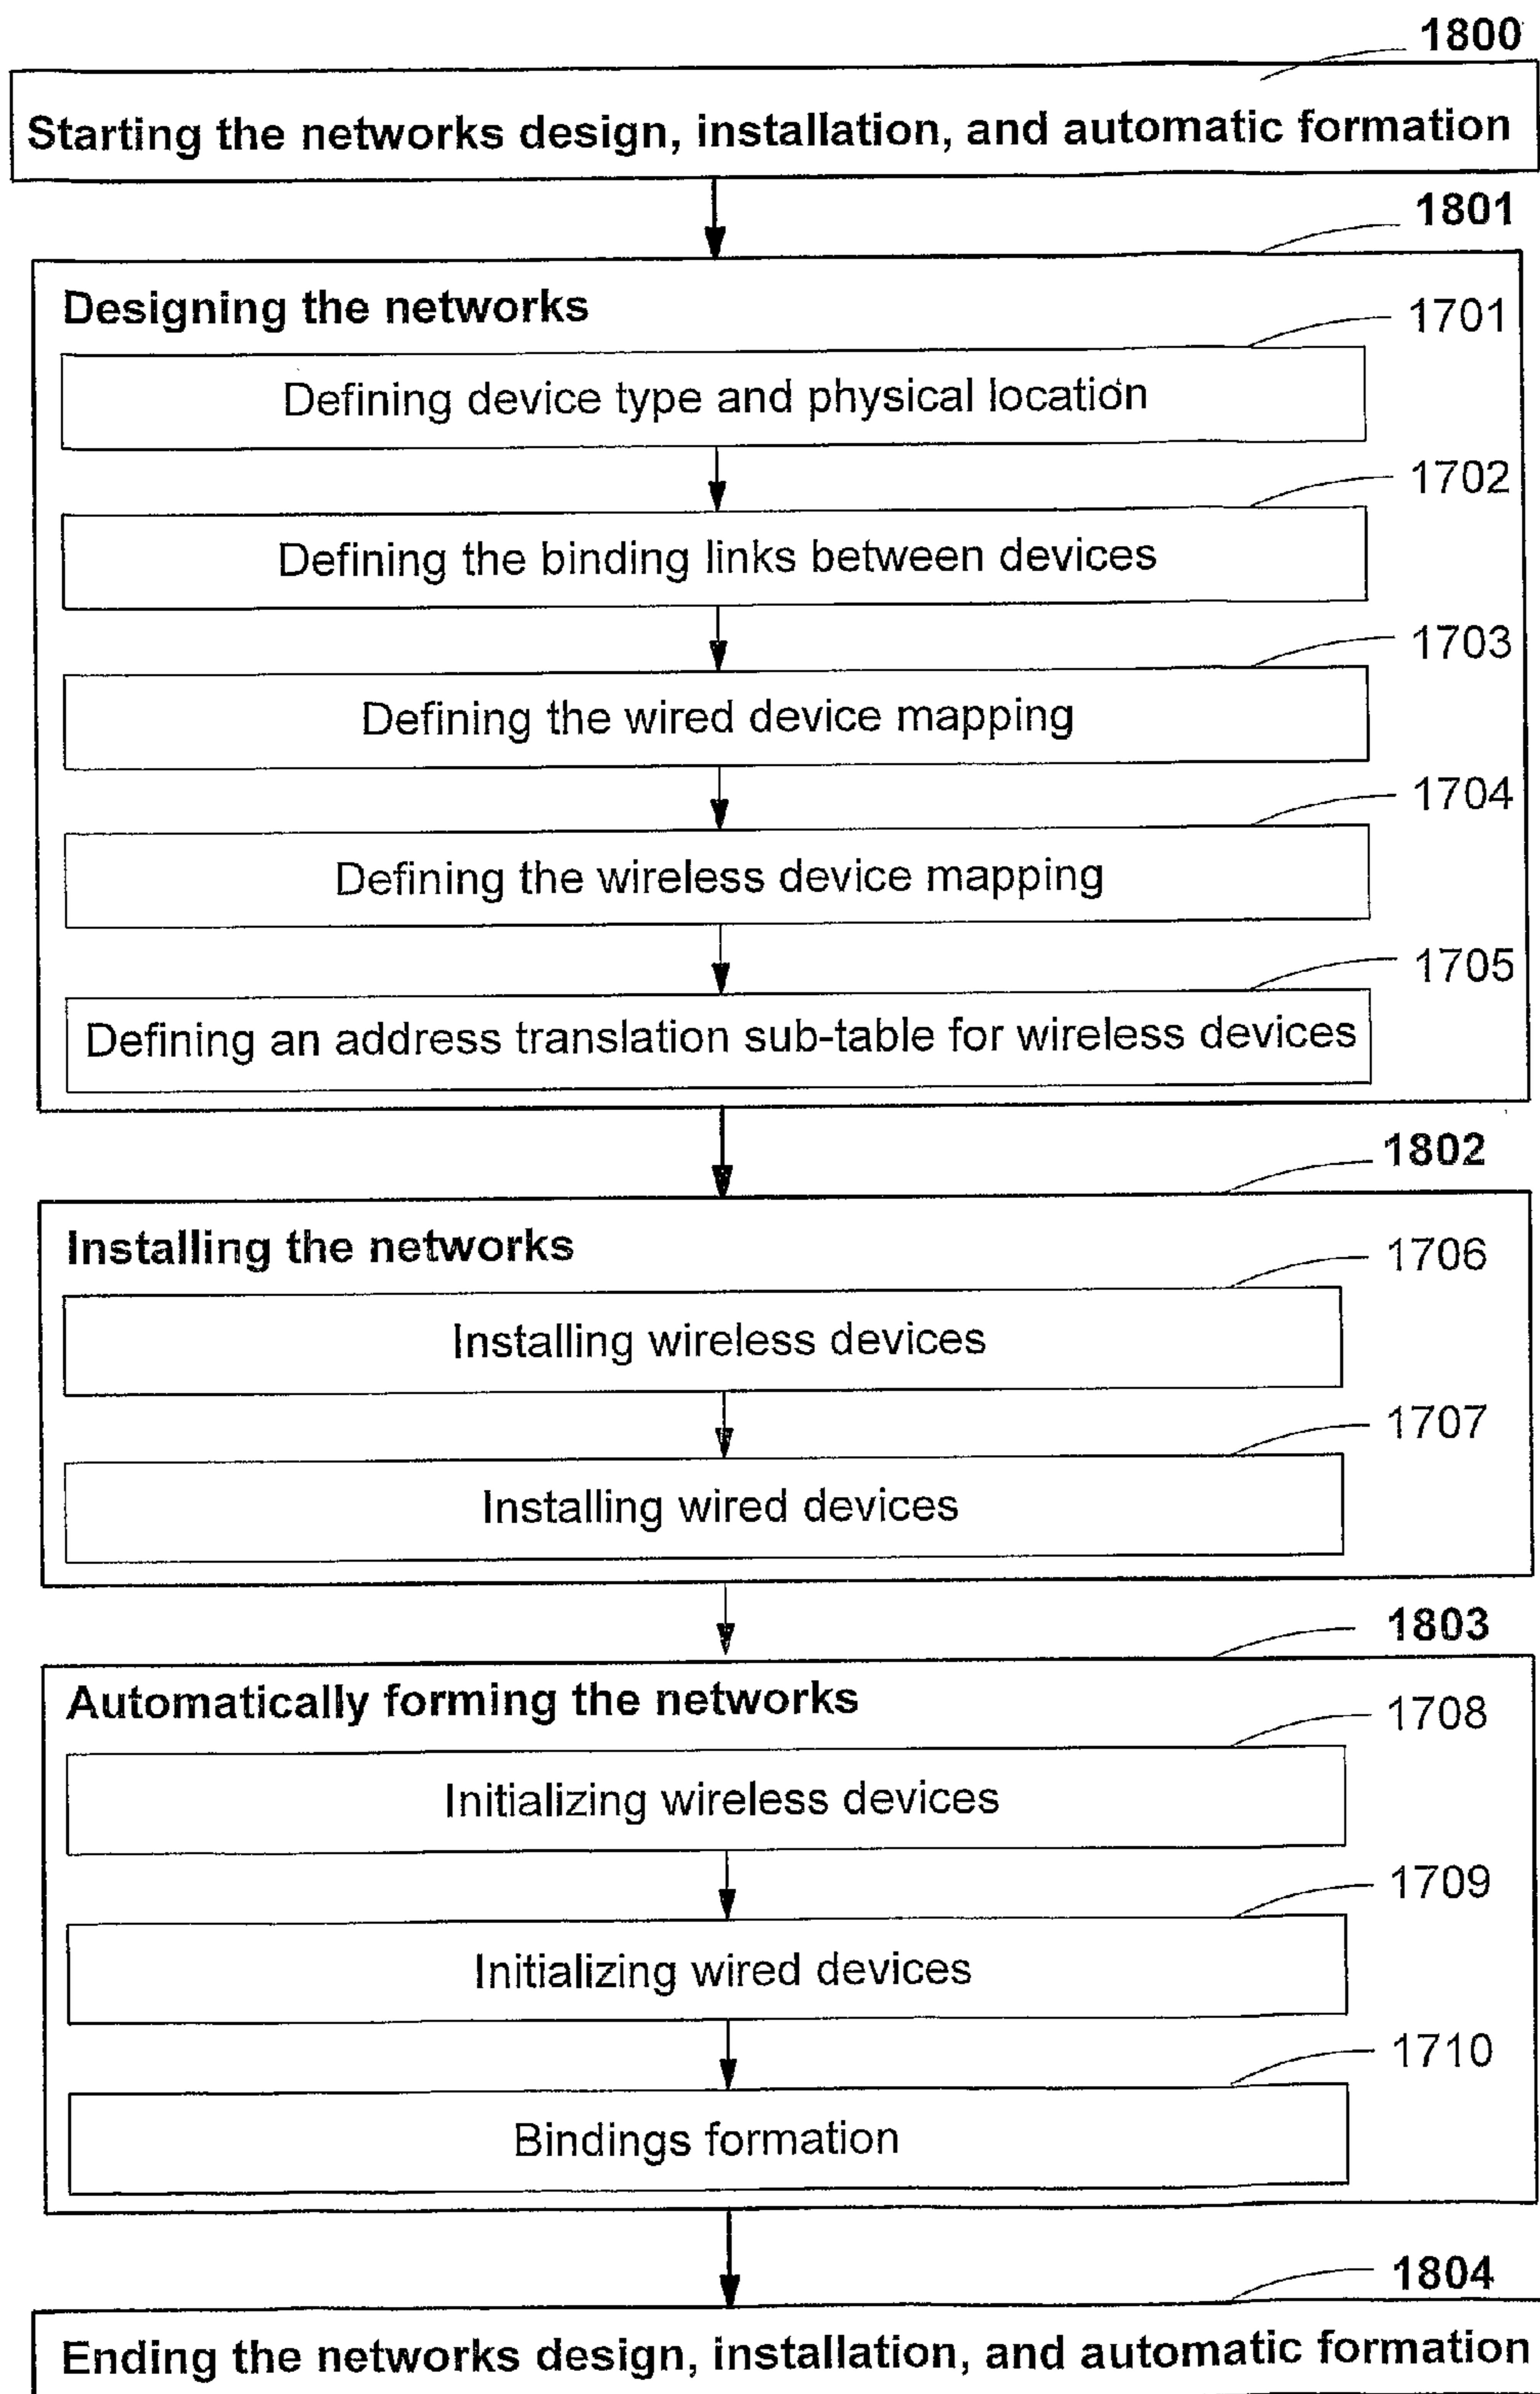 1800
Starting the networks design, installation, and automatic formation
1801
Designing the networks
1701
Defining device type and physical location
1702
Defining the binding links between devices
1703
Defining the wired device mapping
1704
Defining the wireless device mapping
1705
Defining an address translation sub-table for wireless devices
1802
Installing the networks
1706
Installing wireless devices
1707
Installing wired devices
1803
Automatically forming the networks
1708
Initializing wireless devices
1709
Initializing wired devices
1710
Bindings formation
1804
Ending the networks design, installation, and automatic formation